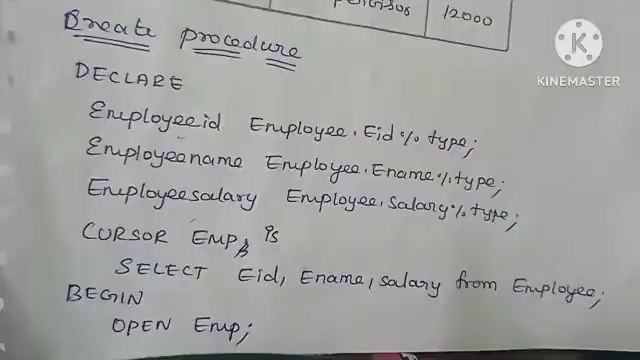 12000
K
KINEMASTER
Create procedure
DECLARE
Employeeid Employee.Eid%type;
Employeename Employee.Ename%type;
Employeesalary Employee.salary%type;
CURSOR EMP is
SELECT Eid, Ename, salary from Employee;
BEGIN
OPEN Emp;